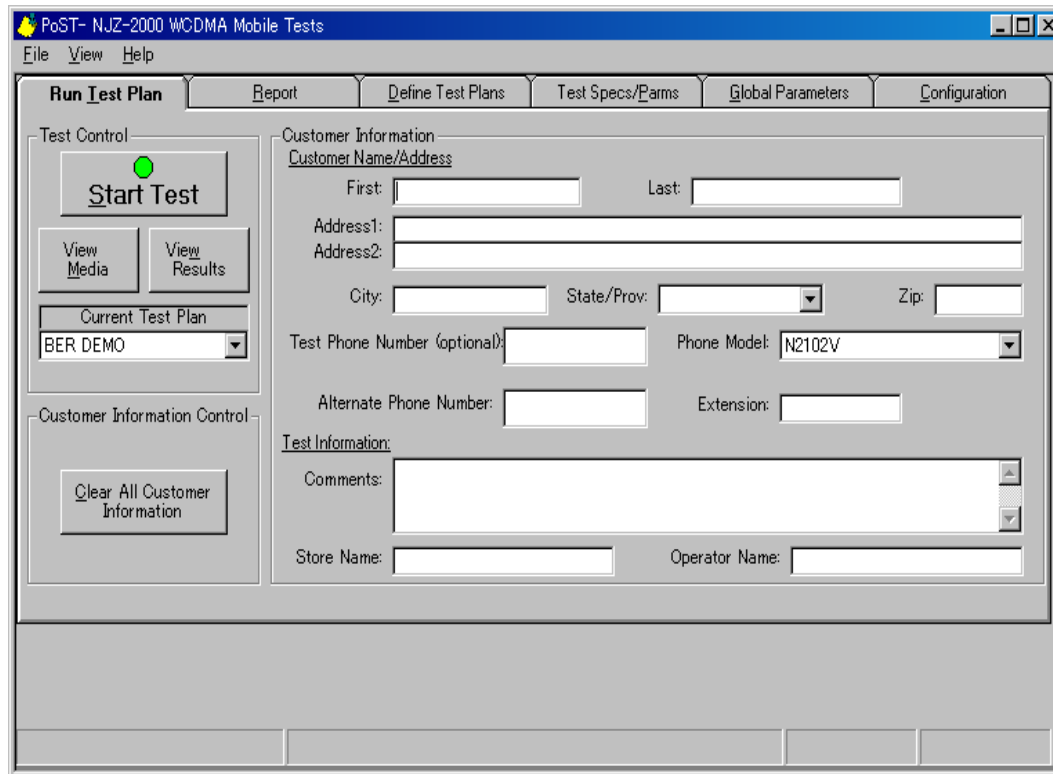 PoST- NJZ-2000 WCDMA Mobile Tests
File View Help
Run Test Plan Report Define Test Plans Test Specs/Parms Global Parameters Configuration
Test Control
Start Test
View Media
View Results
Current Test Plan
BER DEMO
Customer Information Control
Clear All Customer
Information
Customer Information
Customer Name/Address
First: Last:
Address1:
Address2:
City: State/Prov: Zip:
Test Phone Number (optional): Phone Model: N2102V
Alternate Phone Number: Extension:
Test Information:
Comments:
Store Name: Operator Name: